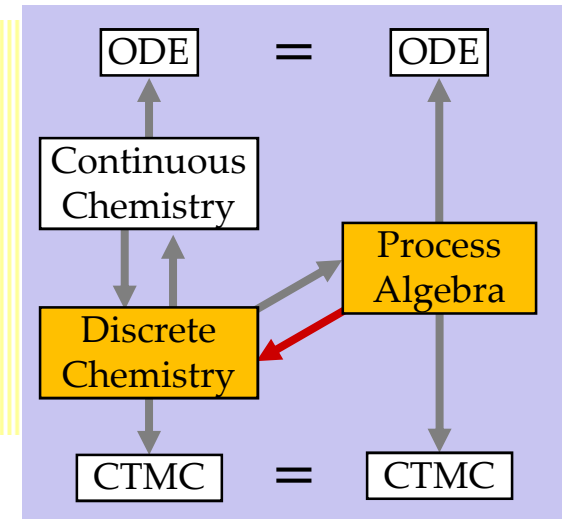 ODE = ODE
Continuous
Chemistry
Process
Algebra
Discrete
Chemistry
CTMC = CTMC